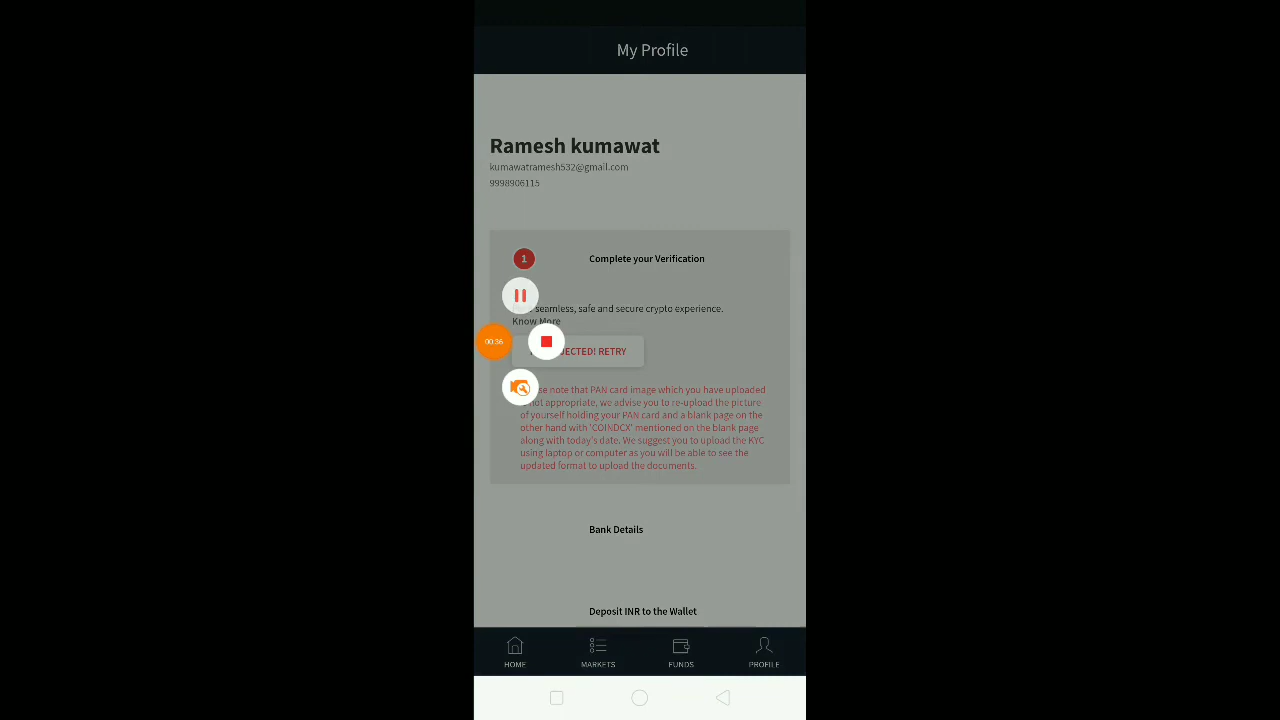 My Profile
Ramesh kumawat
kumawatramesh532@gmail.com
9998906115
1
Complete your Verification
seamless, safe and secure crypto experience.
Know More
00:36
RETRY
note that PAN card image which you have uploaded
not appropriate, we advise you to re-upload the picture
of yourself holding your PAN card and a blank page on the
other hand with 'COINDCX' mentioned on the blank page
along with today's date. We suggest you to upload the KYC
using laptop or computer as you will be able to see the
updated format to upload the documents.
Bank Details
Deposit INR to the Wallet
HOME
MARKETS
FUNDS
PROFILE